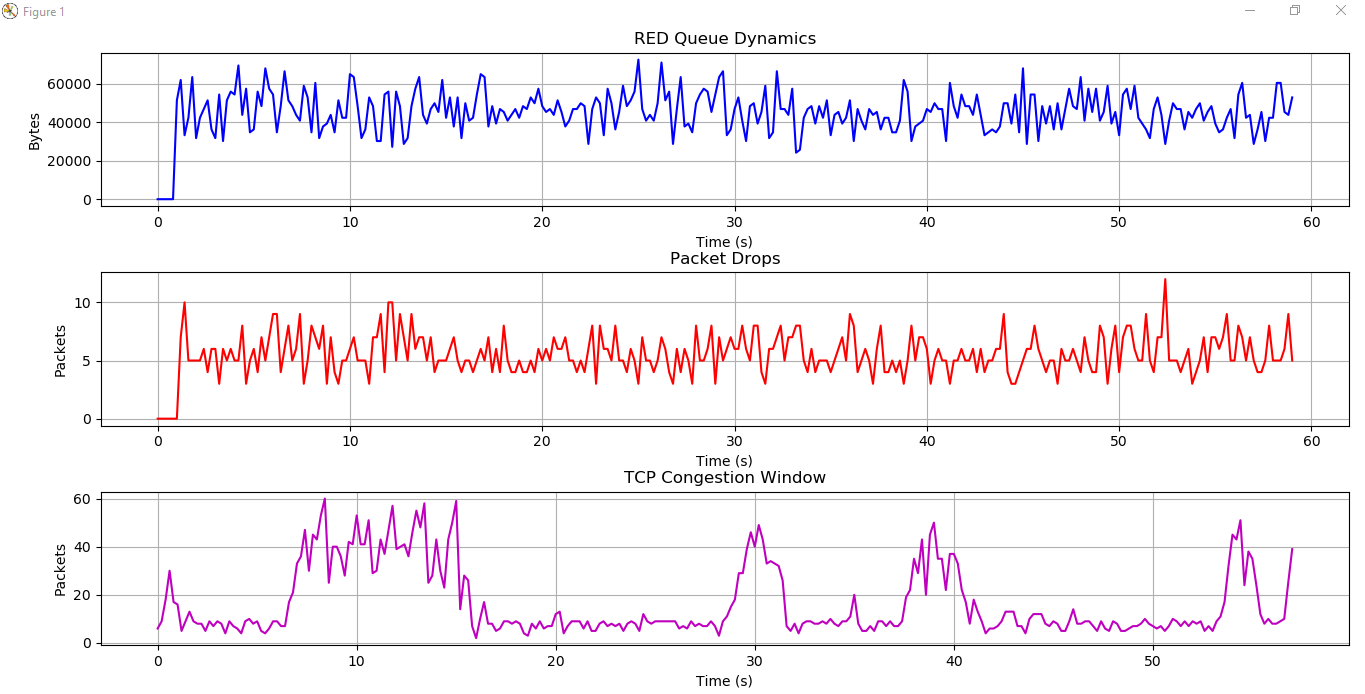 Figure 1
RED Queue Dynamics
60000
40000
20000
0
Bytes
0 10 20 30 40 50 60
Time (s)
Packet Drops
10
5
0
Packets
0 10 20 30 40 50 60
Time (s)
TCP Congestion Window
60
40
20
0
Packets
0 10 20 30 40 50
Time (s)